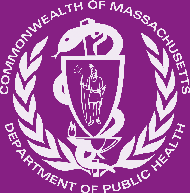 COMMONWEALTH OF MASSACHUSETTS
DEPARTMENT OF PUBLIC HEALTH